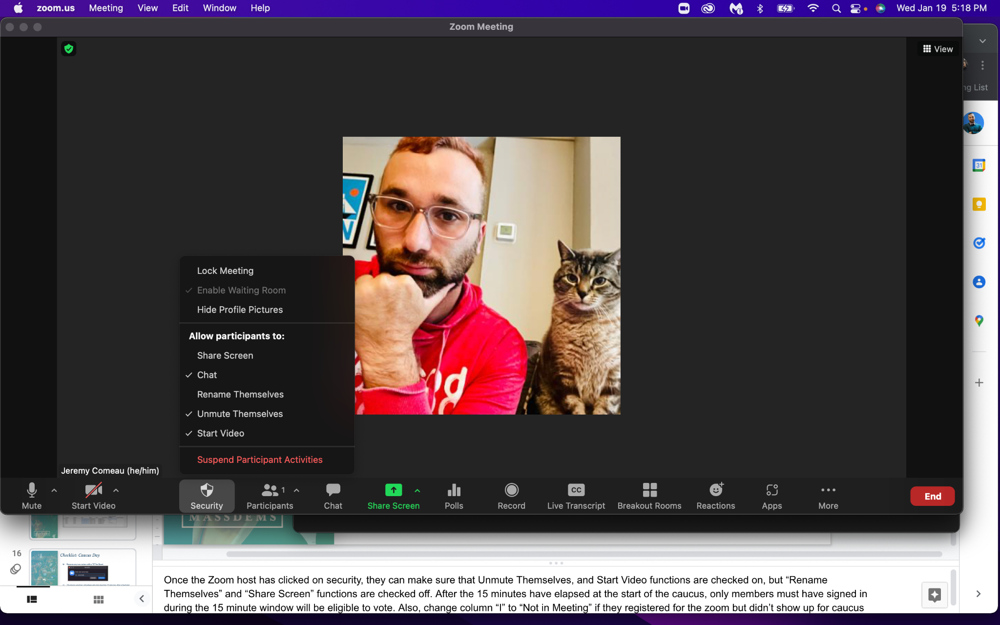 zoom.us Meeting View Edit Window Help
Wed Jan 19 5:18 PM
Zoom Meeting
View
ng List
31
Lock Meeting
Enable Waiting Room
Hide Profile Pictures
Allow participants to:
Share Screen
Chat
Rename Themselves
Unmute Themselves
Start Video
Suspend Participant Activities
Jeremy Comeau (he/him)
1
CC
Mute Start Video Security Participants Chat Share Screen Polls Record Live Transcript Breakout Rooms Reactions Apps More
End
MASSDEMS
16
Checklist: Caucus Day
Once the Zoom host has clicked on security, they can make sure that Unmute Themselves, and Start Video functions are checked on, but “Rename
Themselves” and “Share Screen” functions are checked off. After the 15 minutes have elapsed at the start of the caucus, only members must have signed in
during the 15 minute window will be eligible to vote. Also, change column “I” to “Not in Meeting” if they registered for the zoom but didn’t show up for caucus